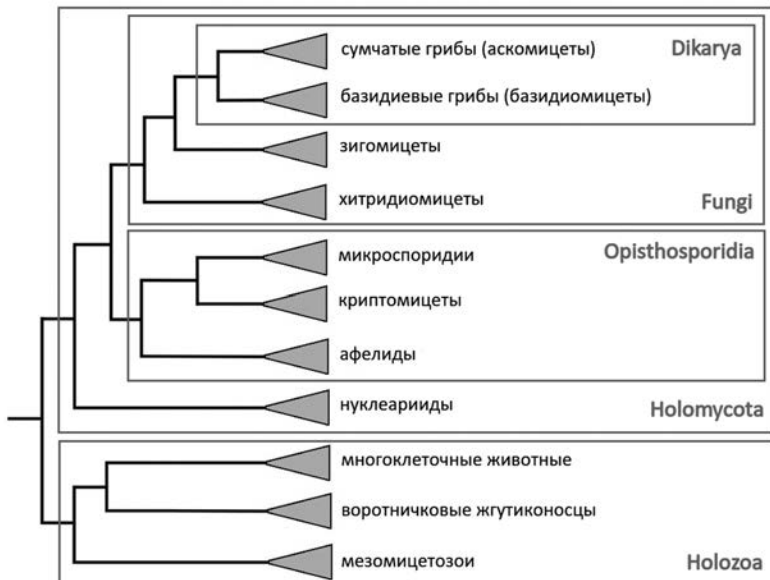 сумчатые грибы (аскомицеты)
Dikarya
базидиевые грибы (базидиомицеты)
зигомицеты
хитридиомицеты
Fungi
микроспоридии
Opisthosporidia
криптомицеты
афелиды
нуклеарииды
Holomycota
многоклеточные животные
воротничковые жгутиконосцы
мезомицетозои
Holozoa